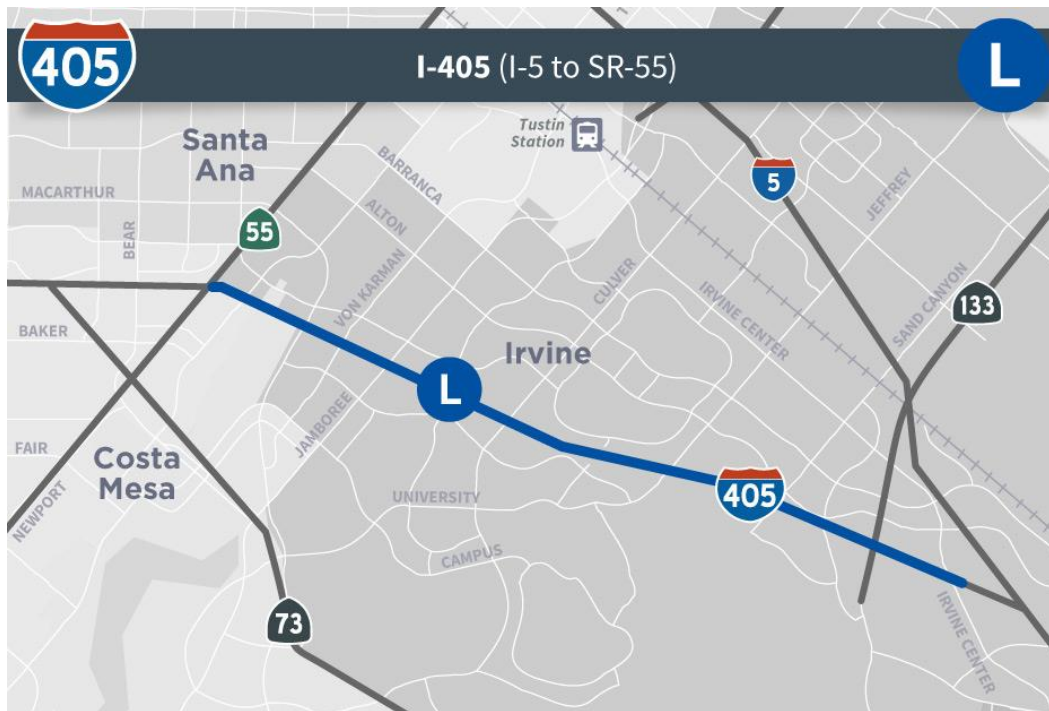 405
I-405 (I-5 to SR-55)
L
Tustin
Station
Santa
Ana
BARRANCA
5
MACARTHUR
JEFFREY
ALTON
55
BEAR
VON KARMAN
CULVER
IRVINE CENTER
SAND CANYON
133
BAKER
Irvine
L
JAMBOREE
FAIR
Costa
Mesa
NEWPORT
UNIVERSITY
405
CAMPUS
IRVINE CENTER
73